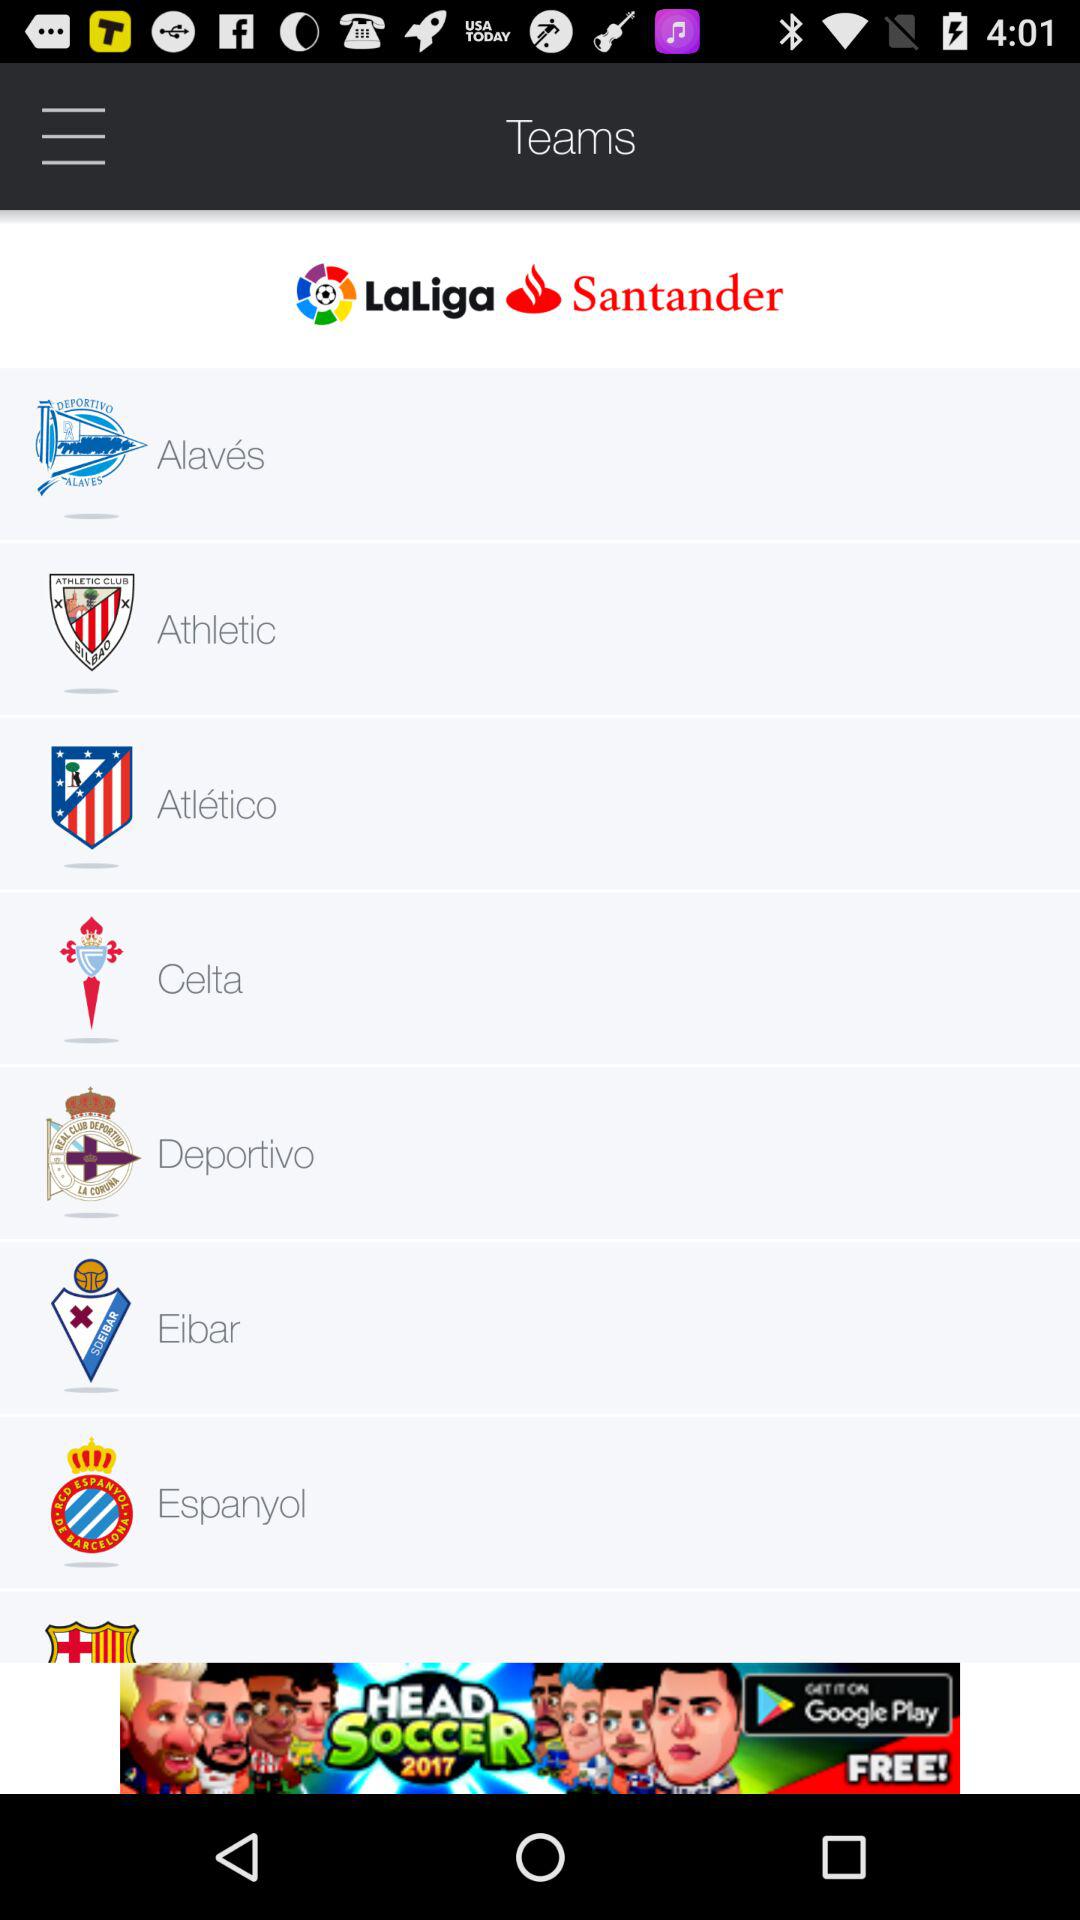 USA
TODAY
4:01
Teams
LaLiga Santander
DEPORTIVO
ALAVES
Alavés
ATHLETIC CLUB
BILBAO
Athletic
Atlético
Celta
REAL CLUB DEPORTIVO
LA CORUÑA
Deportivo
SD EIBAR
Eibar
RCD ESPANYOL
DE BARCELONA
Espanyol
HEAD
SOCCER
2017
GET IT ON
Google Play
FREE!